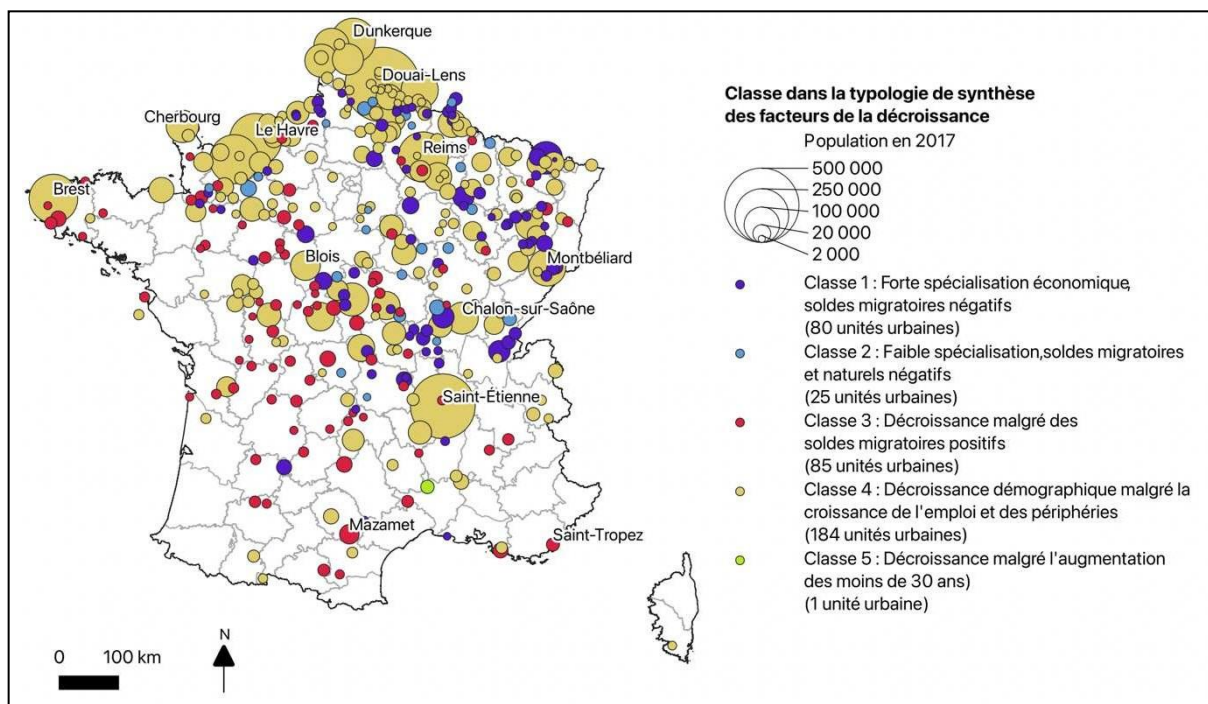 Dunkerque
Douai-Lens
Cherbourg
Le Havre
Reims
Brest
Blois
Montbéliard
Chalon-sur-Saône
Saint-Étienne
Mazamet
Saint-Tropez
0 100 km
N
Classe dans la typologie de synthèse
des facteurs de la décroissance
Population en 2017
500 000
250 000
100 000
20 000
2 000
Classe 1 : Forte spécialisation économique,
soldes migratoires négatifs
(80 unités urbaines)
Classe 2 : Faible spécialisation,soldes migratoires
et naturels négatifs
(25 unités urbaines)
Classe 3 : Décroissance malgré des
soldes migratoires positifs
(85 unités urbaines)
Classe 4 : Décroissance démographique malgré la
croissance de l'emploi et des périphéries
(184 unités urbaines)
Classe 5 : Décroissance malgré l'augmentation
des moins de 30 ans)
(1 unité urbaine)